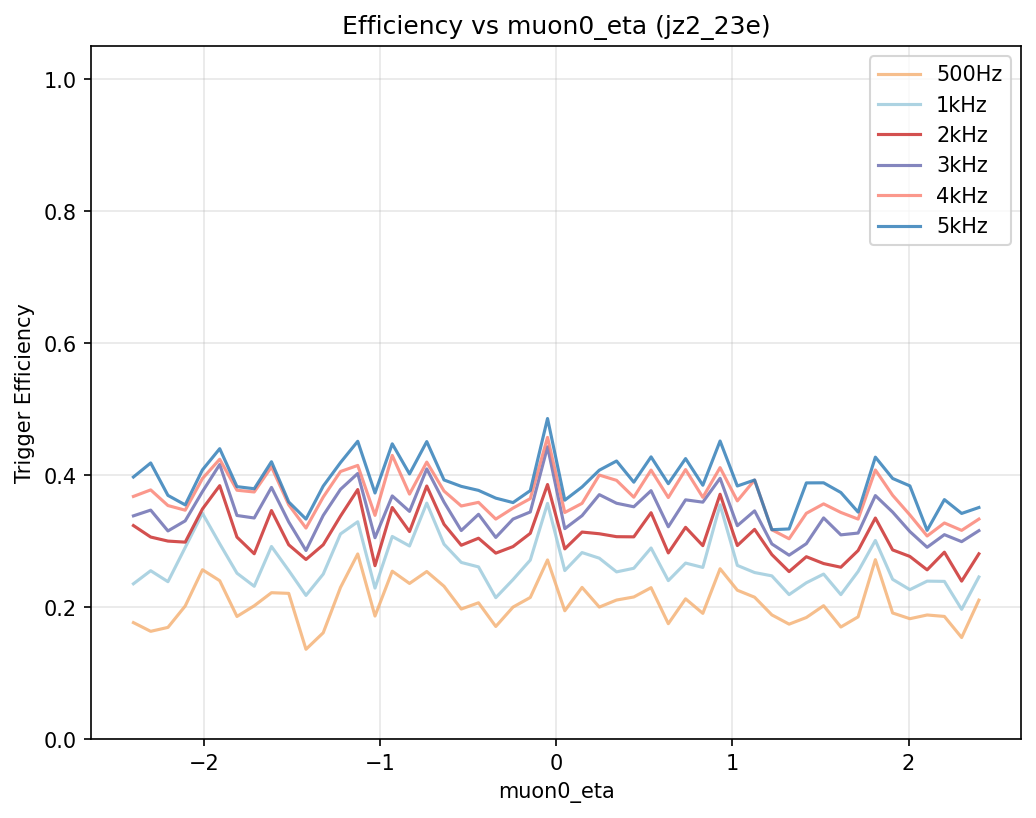 Efficiency vs muon0_eta (jz2_23e)
500Hz
1kHz
2kHz
3kHz
4kHz
5kHz
Trigger Efficiency
1.0
0.8
0.6
0.4
0.2
0.0
−2
−1
0
1
2
muon0_eta